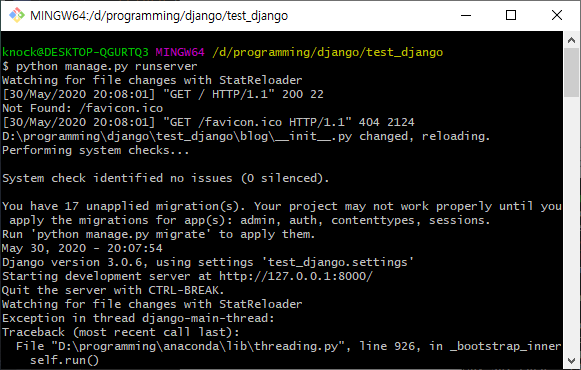 MINGW64:/d/programming/django/test_django
knock@DESKTOP-QGURTQ3 MINGW64 /d/programming/django/test_django
$ python manage.py runserver
Watching for file changes with StatReloader
[30/May/2020 20:08:01] "GET / HTTP/1.1" 200 22
Not Found: /favicon.ico
[30/May/2020 20:08:01] "GET /favicon.ico HTTP/1.1" 404 2124
D:\programming\django\test_django\blog\__init__.py changed, reloading.
Performing system checks...
System check identified no issues (0 silenced).
You have 17 unapplied migration(s). Your project may not work properly until you
 apply the migrations for app(s): admin, auth, contenttypes, sessions.
Run 'python manage.py migrate' to apply them.
May 30, 2020 - 20:07:54
Django version 3.0.6, using settings 'test_django.settings'
Starting development server at http://127.0.0.1:8000/
Quit the server with CTRL-BREAK.
Watching for file changes with StatReloader
Exception in thread django-main-thread:
Traceback (most recent call last):
  File "D:\programming\anaconda\lib\threading.py", line 926, in _bootstrap_inner
    self.run()